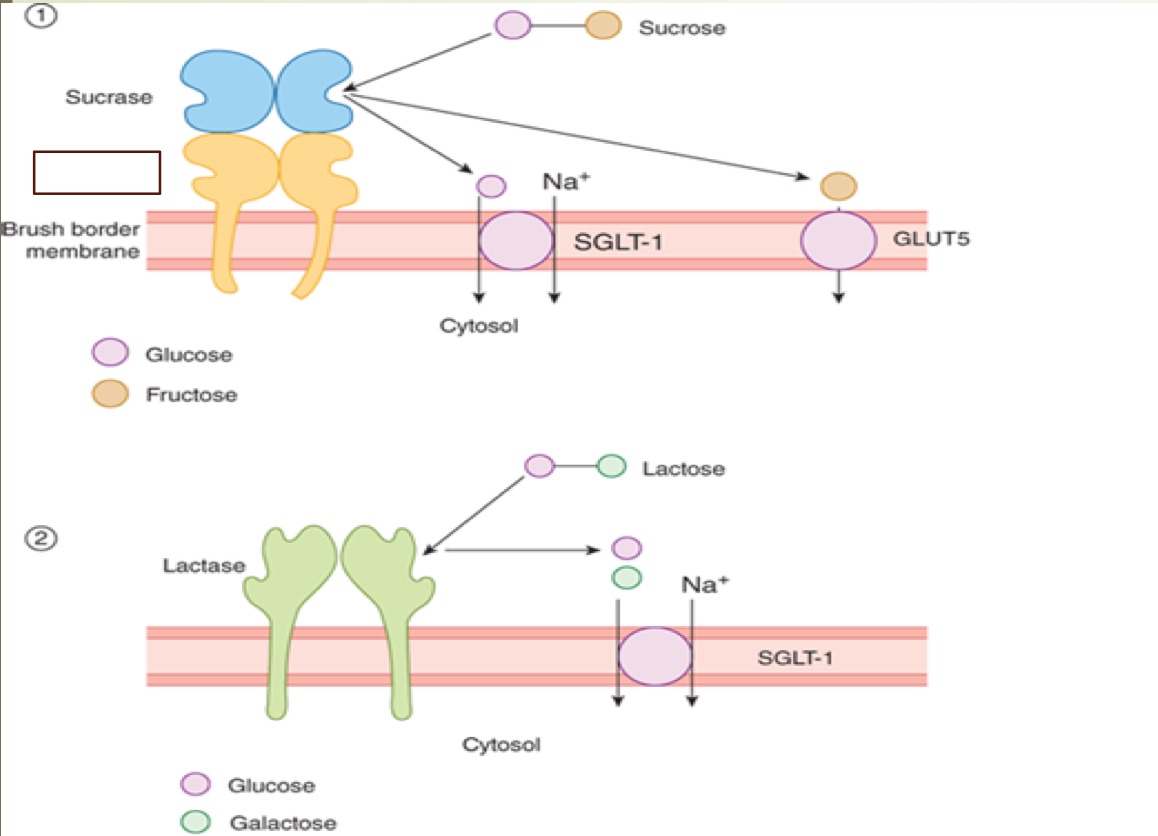 ①
Sucrose
Sucrase
Na⁺
Brush border
membrane
SGLT-1
GLUT5
Cytosol
Glucose
Fructose
Lactose
②
Lactase
Na⁺
SGLT-1
Cytosol
Glucose
Galactose